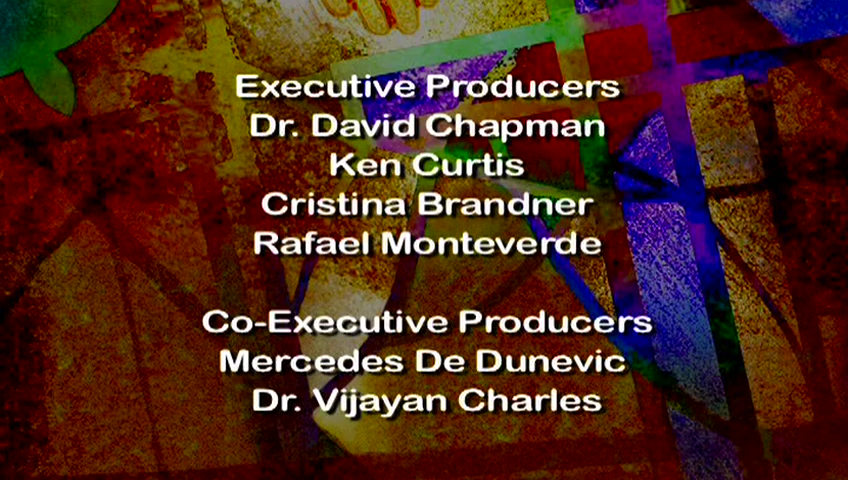 Executive Producers
Dr. David Chapman
Ken Curtis
Cristina Brandner
Rafael Monteverde
Co-Executive Producers
Mercedes De Dunevic
Dr. Vijayan Charles